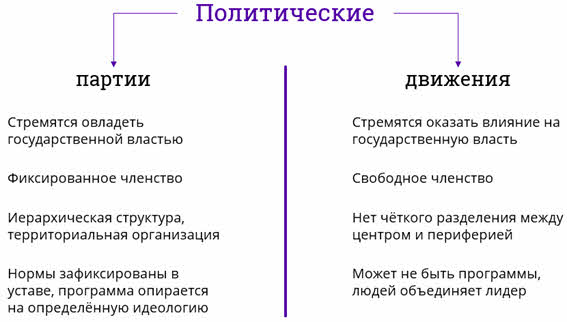 Политические
партии
Стремятся овладеть
государственной властью
Фиксированное членство
Иерархическая структура,
территориальная организация
Нормы зафиксированы в
уставе, программа опирается
на определённую идеологию
движения
Стремятся оказать влияние на
государственную власть
Свободное членство
Нет чёткого разделения между
центром и периферией
Может не быть программы,
людей объединяет лидер